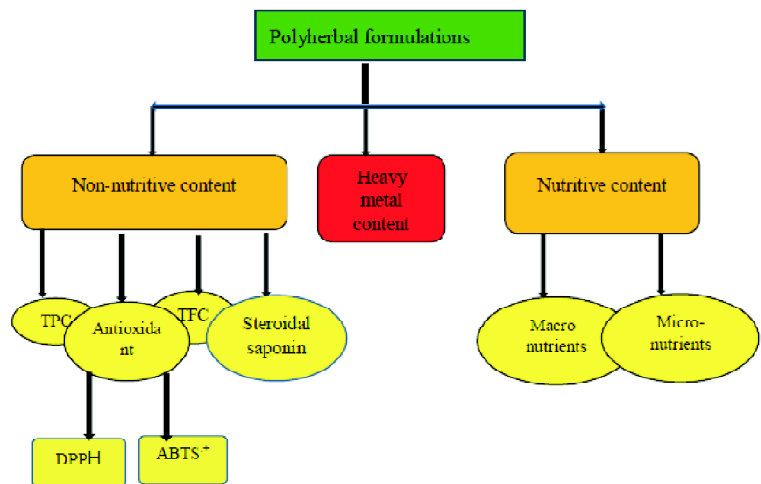 Polyherbal formulations
Non-nutritive content
Heavy
metal
content
Nutritive content
TPC
Antioxida
nt
TFC
Steroidal
saponin
Macro
nutrients
Micro-
nutrients
DPPH
ABTS·+